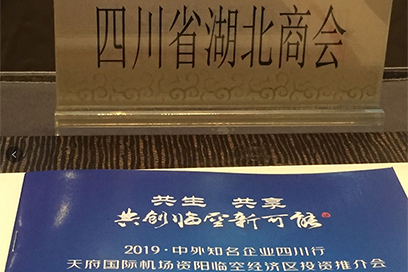 四川省湖北商会
共生 共享
共创临空新可能
2019·中外知名企业四川行
天府国际机场资阳临空经济区投资推介会